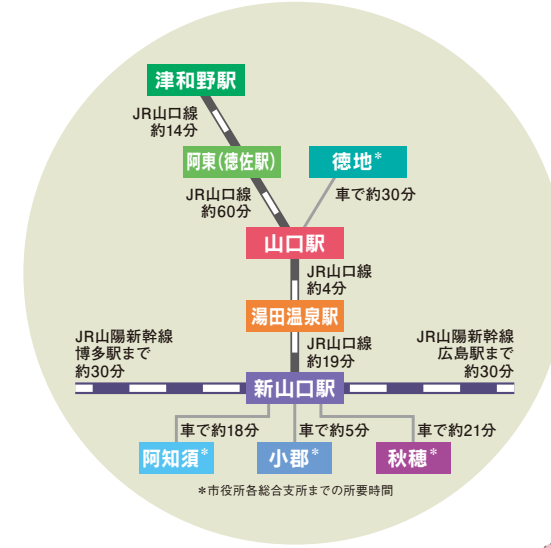 津和野駅
JR山口線
約14分
阿東(徳佐駅)
徳地*
JR山口線
約60分
車で約30分
山口駅
JR山口線
約4分
湯田温泉駅
JR山陽新幹線
博多駅まで
約30分
JR山口線
約19分
JR山陽新幹線
広島駅まで
約30分
新山口駅
車で約18分
車で約5分
車で約21分
阿知須*
小郡*
秋穂*
*市役所各総合支所までの所要時間